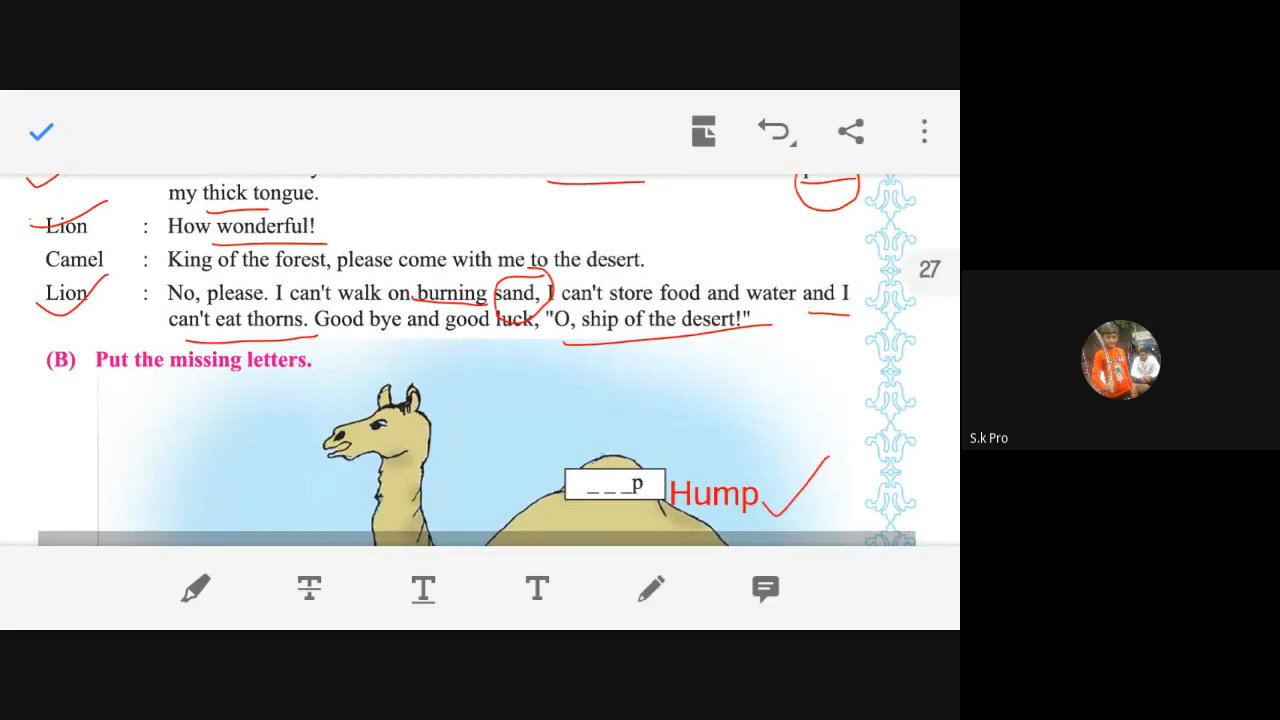 my thick tongue.
Lion : How wonderful!
Camel : King of the forest, please come with me to the desert.
27
Lion : No, please. I can't walk on burning sand, I can't store food and water and I
can't eat thorns. Good bye and good luck, "O, ship of the desert!"
(B) Put the missing letters.
S.k Pro
_ _ _p
Hump
T T T